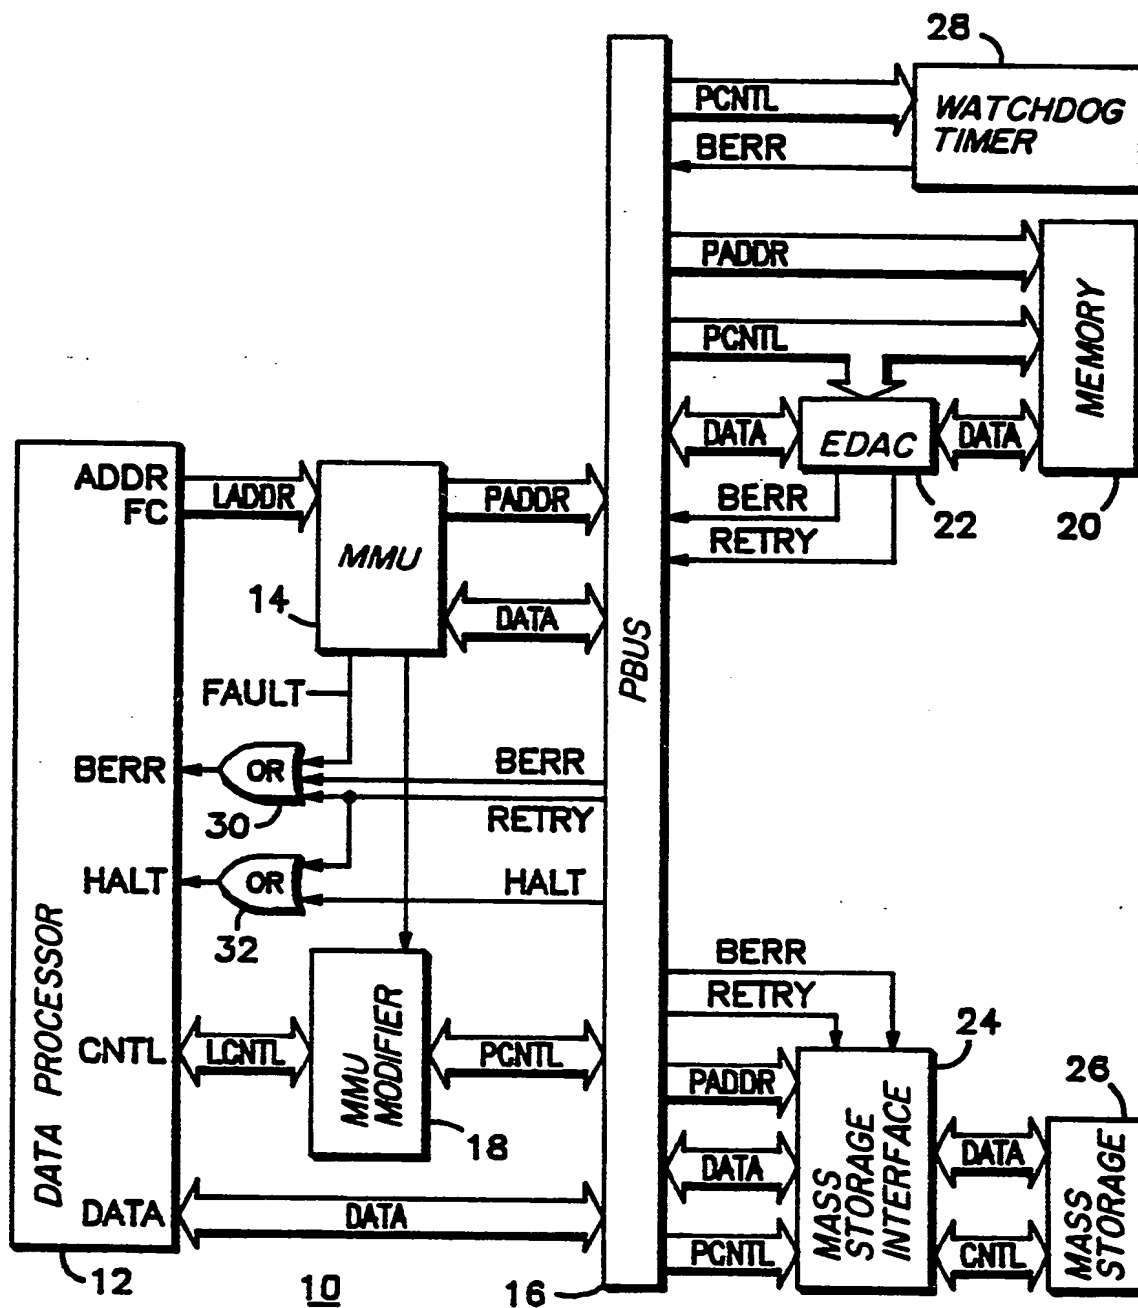 28
PCNTL
WATCHDOG
TIMER
BERR
PADDR
PCNTL
MEMORY
DATA
EDAC
DATA
BERR
RETRY
22
20
ADDR
FC
LADDR
MMU
PADDR
14
DATA
PBUS
FAULT
BERR
OR
30
BERR
RETRY
HALT
OR
32
HALT
DATA PROCESSOR
CNTL
LCNTL
MMU
MODIFIER
PCNTL
18
DATA
DATA
12
10
16
BERR
RETRY
24
PADDR
DATA
PCNTL
MASS
STORAGE
INTERFACE
26
DATA
CNTL
MASS
STORAGE